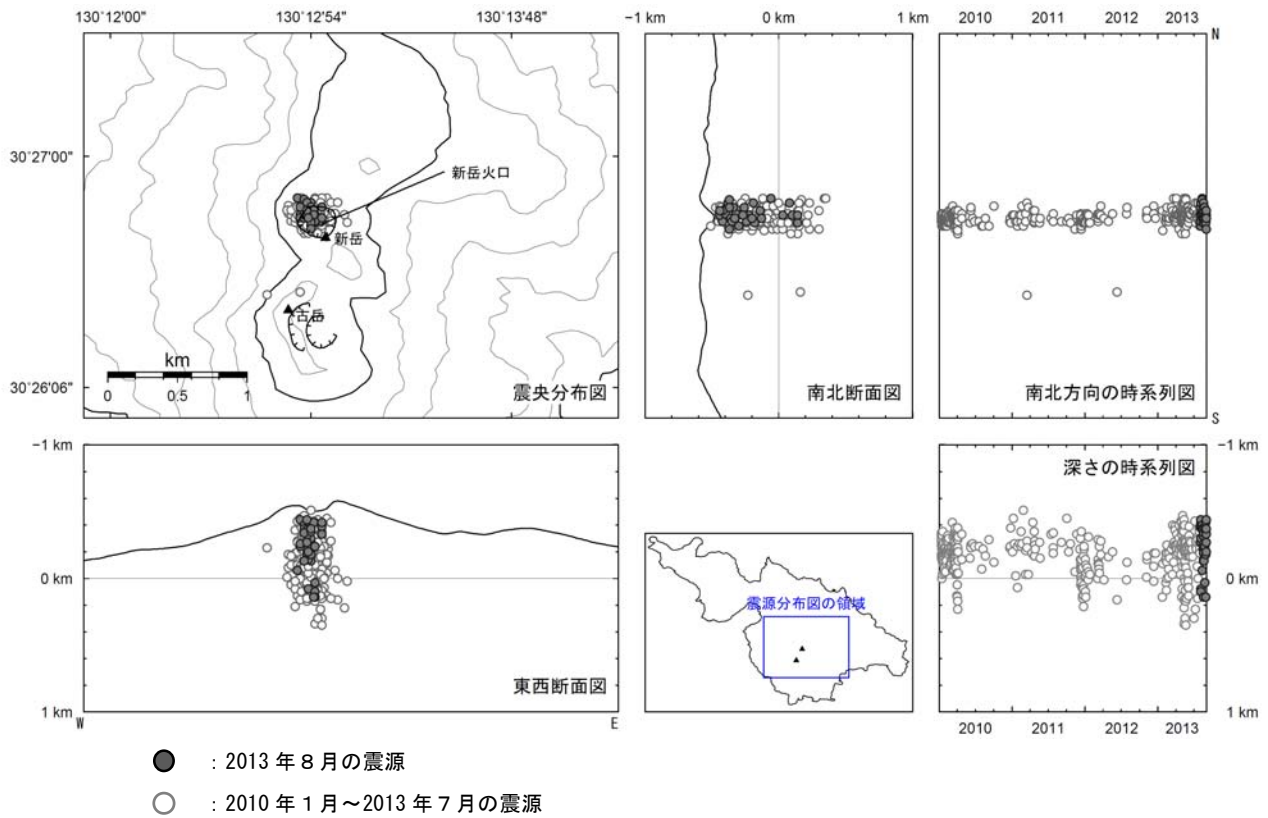 130°12'00" 130°12'54" 130°13'48"
−1 km 0 km 1 km
2010 2011 2012 2013
N
30°27'00"
新岳火口
新岳
古岳
km
0 0.5 1
30°26'06"
震央分布図
南北断面図
南北方向の時系列図
S
−1 km
0 km
1 km
W E
東西断面図
震源分布図の領域
深さの時系列図
−1 km
0 km
1 km
2010 2011 2012 2013
：2013 年８月の震源
：2010 年１月～2013 年７月の震源